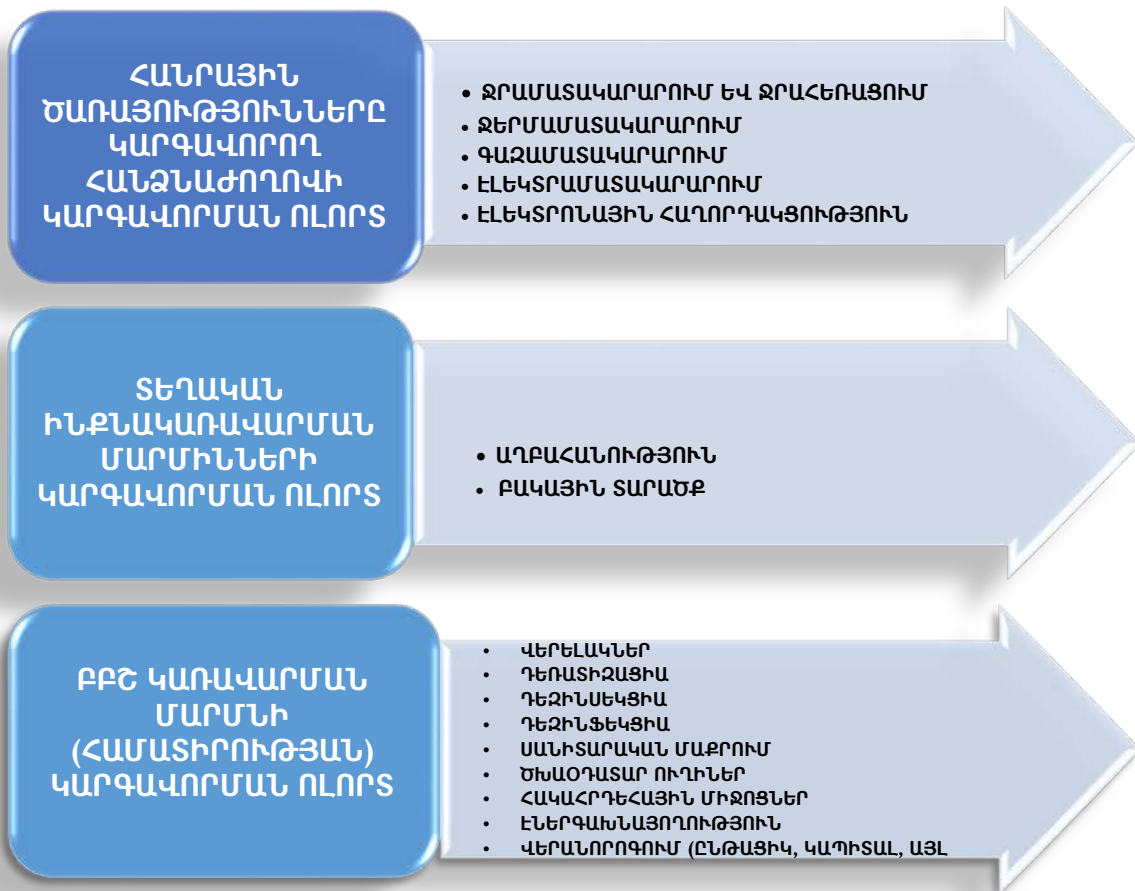 ՀԱՆՐԱՅԻՆ
ԾԱՌԱՅՈՒԹՅՈՒՆՆԵՐԸ
ԿԱՐԳԱՎՈՐՈՂ
ՀԱՆՁՆԱԺՈՂՈՎԻ
ԿԱՐԳԱՎՈՐՄԱՆ ՈԼՈՐՏ
• ՋՐԱՄԱՏԱԿԱՐԱՐՈՒՄ ԵՎ ՋՐԱՀԵՌԱՑՈՒՄ
• ՋԵՐՄԱՄԱՏԱԿԱՐԱՐՈՒՄ
• ԳԱԶԱՄԱՏԱԿԱՐԱՐՈՒՄ
• ԷԼԵԿՏՐԱՄԱՏԱԿԱՐԱՐՈՒՄ
• ԷԼԵԿՏՐՈՆԱՅԻՆ ՀԱՂՈՐԴԱԿՑՈՒԹՅՈՒՆ
ՏԵՂԱԿԱՆ
ԻՆՔՆԱԿԱՌԱՎԱՐՄԱՆ
ՄԱՐՄԻՆՆԵՐԻ
ԿԱՐԳԱՎՈՐՄԱՆ ՈԼՈՐՏ
• ԱՂԲԱՀԱՆՈՒԹՅՈՒՆ
• ԲԱԿԱՅԻՆ ՏԱՐԱԾՔ
ԲԲՇ ԿԱՌԱՎԱՐՄԱՆ
ՄԱՐՄՆԻ
(ՀԱՄԱՏԻՐՈՒԹՅԱՆ)
ԿԱՐԳԱՎՈՐՄԱՆ ՈԼՈՐՏ
• ՎԵՐԵԼԱԿՆԵՐ
• ԴԵՌԱՏԻԶԱՑԻԱ
• ԴԵԶԻՆՍԵԿՑԻԱ
• ԴԵԶԻՆՖԵԿՑԻԱ
• ՍԱՆԻՏԱՐԱԿԱՆ ՄԱՔՐՈՒՄ
• ԾԽԱՕԴԱՏԱՐ ՈՒՂԻՆԵՐ
• ՀԱԿԱՀՐԴԵՀԱՅԻՆ ՄԻՋՈՑՆԵՐ
• ԷՆԵՐԳԱԽՆԱՅՈՂՈՒԹՅՈՒՆ
• ՎԵՐԱՆՈՐՈԳՈՒՄ (ԸՆԹԱՑԻԿ, ԿԱՊԻՏԱԼ, ԱՅԼ